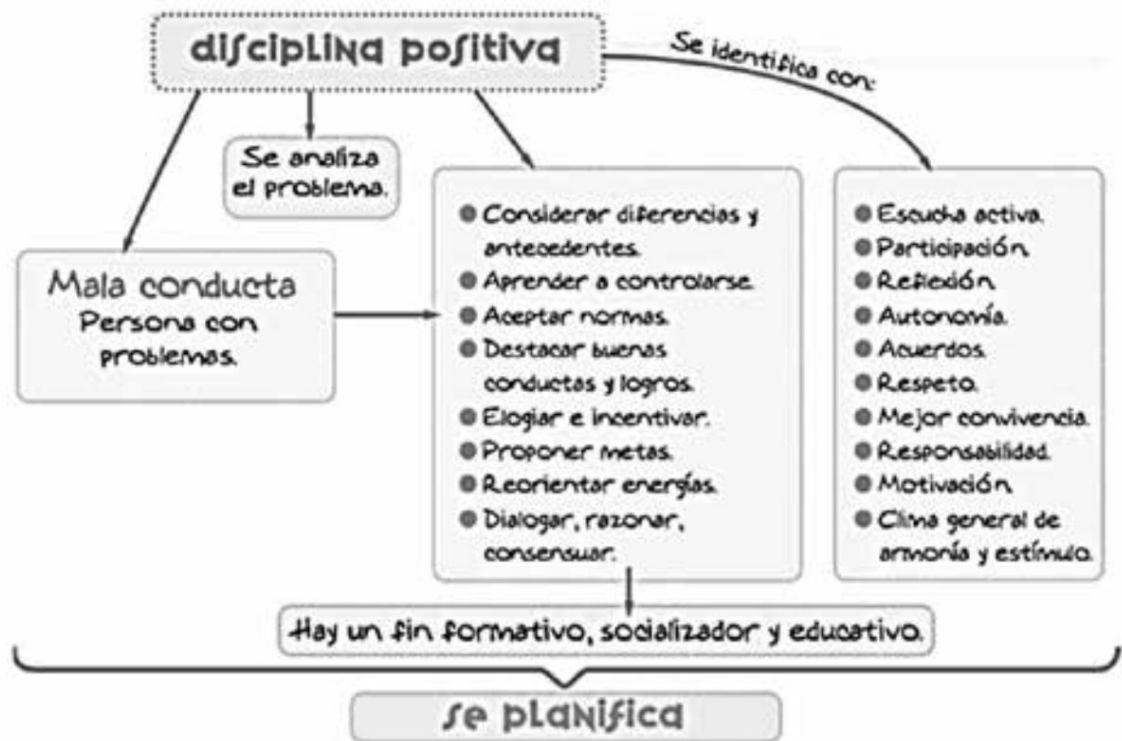 disciplina positiva
Se identifica con:
Se analiza
el problema.
Mala conducta
Persona con
problemas.
Considerar diferencias y
antecedentes.
Aprender a controlarse.
Aceptar normas.
Destacar buenas
conductas y logros.
Elogiar e incentivar.
Proponer metas.
Reorientar energías.
Dialogar, razonar,
consensuar.
Escucha activa.
Participación.
Reflexión.
Autonomía.
Acuerdos.
Respeto.
Mejor convivencia.
Responsabilidad.
Motivación.
Clima general de
armonía y estímulo.
Hay un fin formativo, socializador y educativo.
se planifica